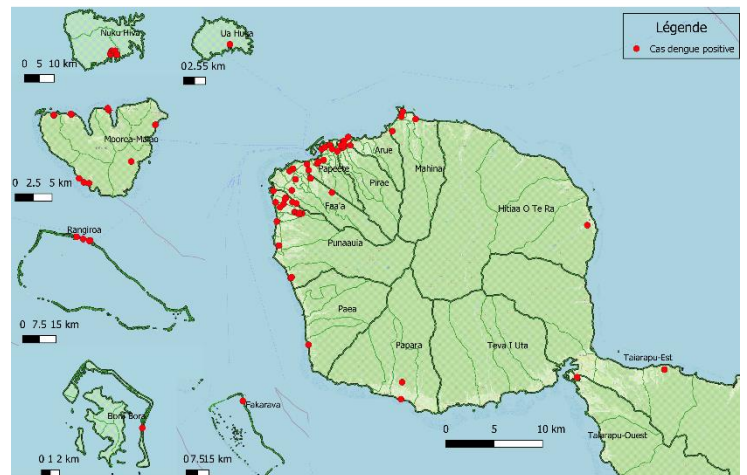 Légende
Cas dengue positive
Nuku Hiva
0 5 10 km
Ua Huka
0 2.5 5 km
Moorea-Maiao
0 2.5 5 km
Rangiroa
0 7.5 15 km
Bora Bora
0 1 2 km
Fakarava
0 7.5 15 km
Arue
Mahina
Papeete
Pirae
Faa'a
Hitiaa O Te Ra
Punaauia
Paea
Papara
Teva I Uta
Taiarapu-Est
Taiarapu-Ouest
0 5 10 km